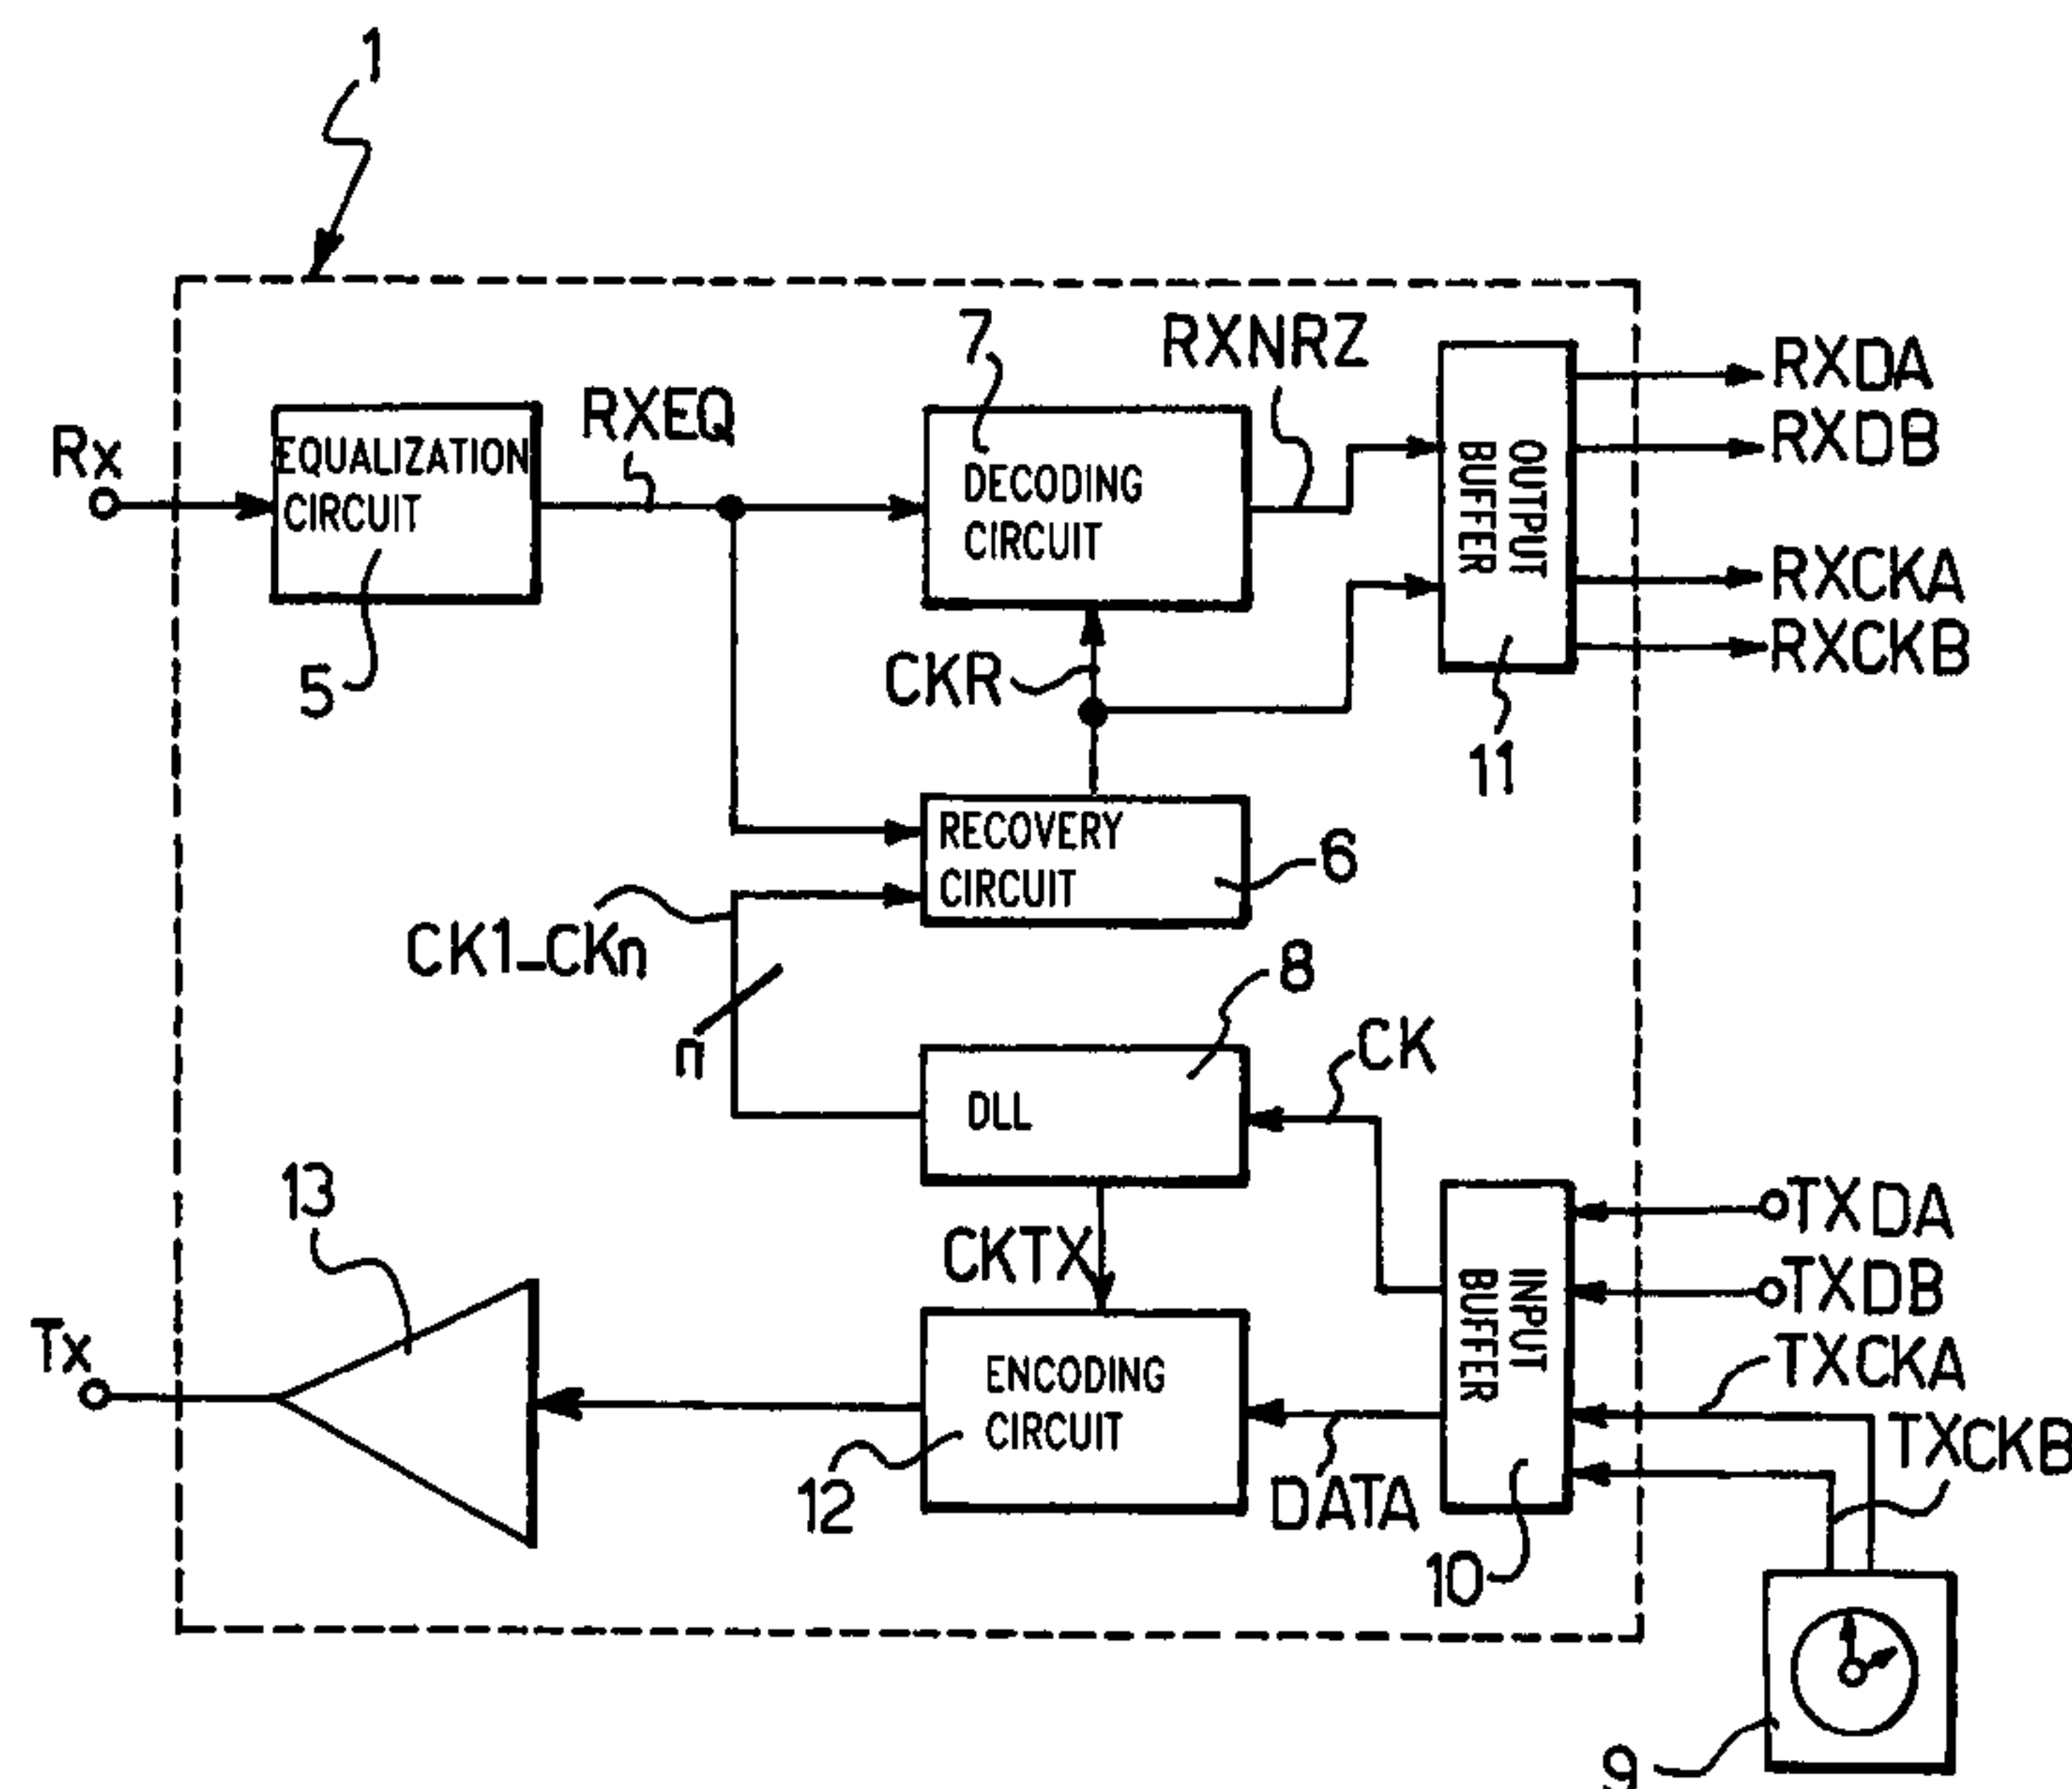 1
7
RXNRZ
RXDA
RXDB
RXEQ
Rx
EQUALIZATION
CIRCUIT
DECODING
CIRCUIT
OUTPUT
BUFFER
RXCKA
RXCKB
5
CKR
11
RECOVERY
CIRCUIT
6
CK1_CKn
8
n
DLL
CK
13
CKTX
TXDA
TXDB
INPUT
BUFFER
TXCKA
Tx
ENCODING
CIRCUIT
TXCKB
12
DATA
10
9